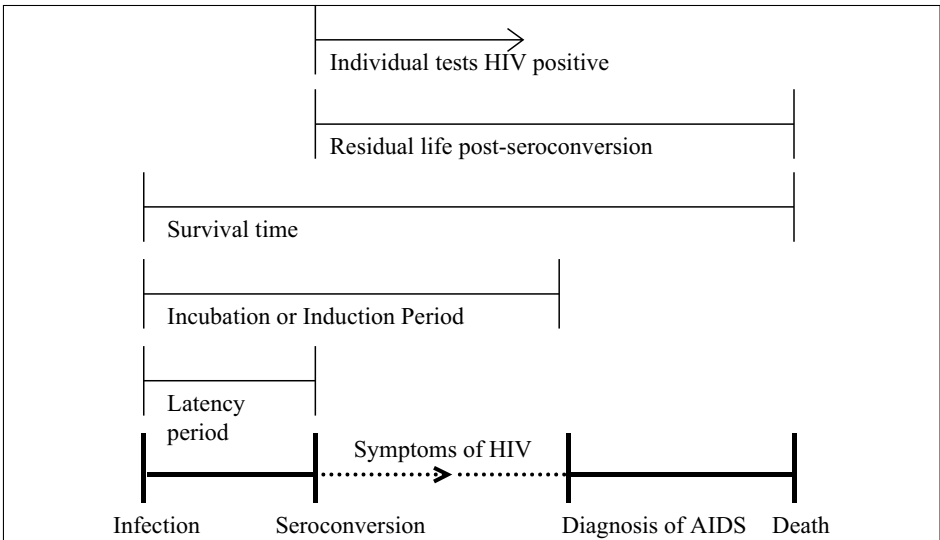 Individual tests HIV positive
Residual life post-seroconversion
Survival time
Incubation or Induction Period
Latency
period
Symptoms of HIV
Infection Seroconversion Diagnosis of AIDS Death